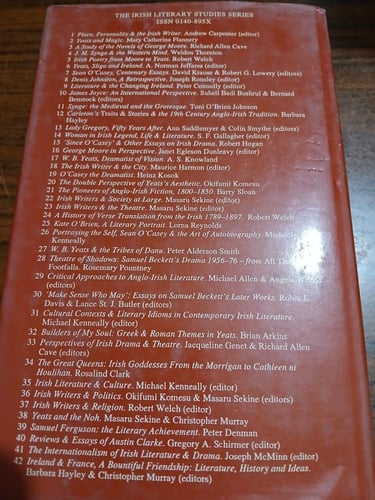 THE IRISH LITERARY STUDIES SERIES
ISSN 0140-895X
1 Place, Personality & the Irish Writer. Andrew Carpenter (editor)
2 Yeats and Magic. Mary Catherine Flannery
3 A Study of the Novels of George Moore. Richard Allen Cave
4 J. M. Synge & the Western Mind. Weldon Thornton
5 Irish Poetry from Moore to Yeats. Robert Welch
6 Yeats, Sligo and Ireland. A. Norman Jeffares (editor)
7 Sean O'Casey, Centenary Essays. David Krause & Robert G. Lowery (editors)
8 Denis Johnston, a Retrospective. Joseph Ronsley (editor)
9 Literature & the Changing Ireland. Peter Connolly (editor)
10 James Joyce: An International Perspective. Suheil Badi Bushrui & Bernard
Benstock (editors)
11 Synge: the Medieval and the Grotesque. Toni O'Brien Johnson
12 Carleton's Traits & Stories & the 19th Century Anglo-Irish Tradition. Barbara
Hayley
13 Lady Gregory, Fifty Years After. Ann Saddlemyer & Colin Smythe (editors)
14 Woman in Irish Legend, Life & Literature. S. F. Gallagher (editor)
15 'Since O'Casey' & Other Essays on Irish Drama. Robert Hogan
16 George Moore in Perspective. Janet Egleson Dunleavy (editor)
17 W. B. Yeats, Dramatist of Vision. A. S. Knowland
18 The Irish Writer & the City. Maurice Harmon (editor)
19 O'Casey the Dramatist. Heinz Kosok
20 The Double Perspective of Yeats's Aesthetic. Okifumi Komesu
21 The Pioneers of Anglo-Irish Fiction, 1800–1850. Barry Sloan
22 Irish Writers & Society at Large. Masaru Sekine (editor)
23 Irish Writers & the Theatre. Masaru Sekine (editor)
24 A History of Verse Translation from the Irish 1789–1897. Robert Welch
25 Kate O'Brien, A Literary Portrait. Lorna Reynolds
26 Portraying the Self, Sean O'Casey & the Art of Autobiography. Michael
Kenneally
27 W. B. Yeats & the Tribes of Danu. Peter Alderson Smith
28 Theatre of Shadows: Samuel Beckett's Drama 1956–76 – from All
Footfalls. Rosemary Pountney
29 Critical Approaches to Anglo-Irish Literature. Michael Allen & Angela
(editors)
30 'Make Sense Who May'; Essays on Samuel Beckett's Later Works. Robin
Davis & Lance St. J. Butler (editors)
31 Cultural Contexts & Literary Idioms in Contemporary Irish Literature.
Michael Kenneally (editor)
32 Builders of My Soul: Greek & Roman Themes in Yeats. Brian Arkins
33 Perspectives of Irish Drama & Theatre. Jacqueline Genet & Richard Allen
Cave (editors)
34 The Great Queens: Irish Goddesses From the Morrigan to Cathleen ni
Houlihan. Rosalind Clark
35 Irish Literature & Culture. Michael Kenneally (editor)
36 Irish Writers & Politics. Okifumi Komesu & Masaru Sekine (editors)
37 Irish Writers & Religion. Robert Welch (editor)
38 Yeats and the Noh. Masaru Sekine & Christopher Murray
39 Samuel Ferguson: the Literary Achievement. Peter Denman
40 Reviews & Essays of Austin Clarke. Gregory A. Schirmer (editor)
41 The Internationalism of Irish Literature & Drama. Joseph McMinn (editor)
42 Ireland & France, A Bountiful Friendship: Literature, History and Ideas.
Barbara Hayley & Christopher Murray (editors)